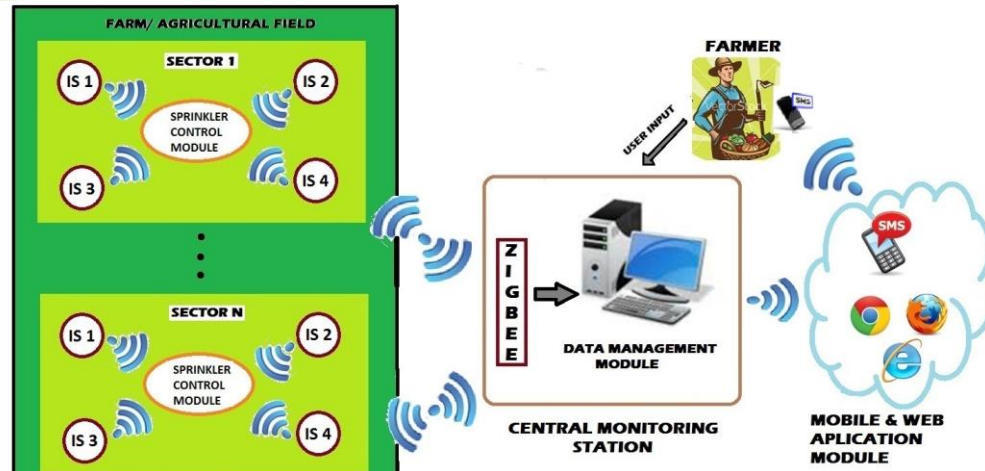 FARM/ AGRICULTURAL FIELD
SECTOR 1
IS 1
IS 2
SPRINKLER
CONTROL
MODULE
IS 3
IS 4
SECTOR N
IS 1
IS 2
SPRINKLER
CONTROL
MODULE
IS 3
IS 4
FARMER
SMS
USER INPUT
ZIGBEE
DATA MANAGEMENT
MODULE
CENTRAL MONITORING
STATION
SMS
MOBILE & WEB
APLICATION
MODULE